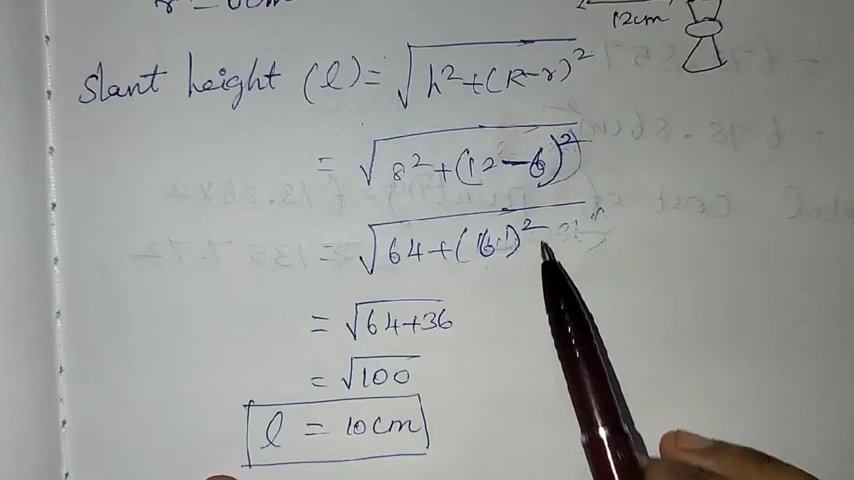 12cm
Slant height (l) = √h²+(R-r)²
= √8²+(12-6)²
= √64+(6)²
= √64+36
= √100
l = 10cm